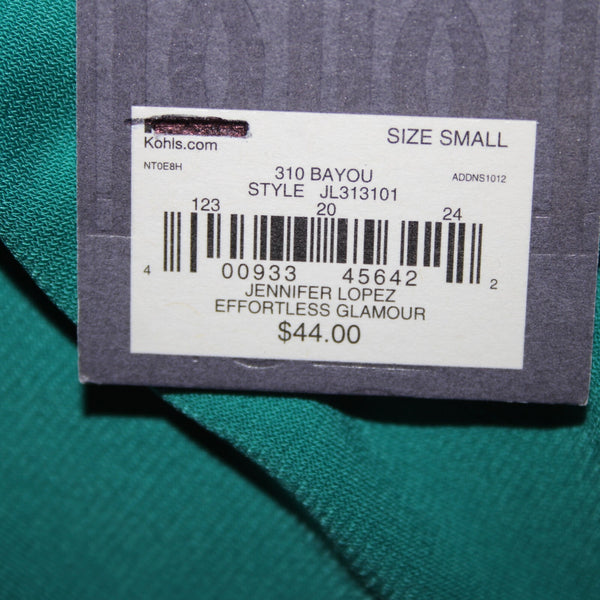 SIZE SMALL
Kohls.com
NT0E8H
ADDNS1012
310 BAYOU
STYLE JL313101
123 20 24
4 00933 45642 2
JENNIFER LOPEZ
EFFORTLESS GLAMOUR
$44.00